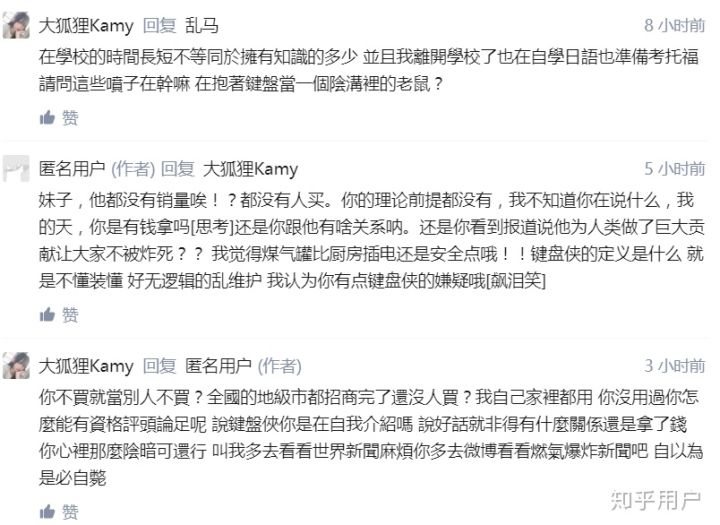 大狐狸Kamy 回复 乱马 8 小时前
在學校的時間長短不等同於擁有知識的多少 並且我離開學校了也在自學日語也準備考托福
請問這些噴子在幹嘛 在抱著鍵盤當一個陰溝裡的老鼠？
赞
匿名用户 (作者) 回复 大狐狸Kamy 5 小时前
妹子，他都没有销量唉！？都没有人买。你的理论前提都没有，我不知道你在说什么，我
的天，你是有钱拿吗[思考]还是你跟他有啥关系呐。还是你看到报道说他为人类做了巨大贡
献让大家不被炸死？？ 我觉得煤气罐比厨房插电还是安全点哦！！键盘侠的定义是什么 就
是不懂装懂 好无逻辑的乱维护 我认为你有点键盘侠的嫌疑哦[飙泪笑]
赞
大狐狸Kamy 回复 匿名用户 (作者) 3 小时前
你不買就當別人不買？全國的地級市都招商完了還沒人買？我自己家裡都用 你沒用過你怎
麼能有資格評頭論足呢 說鍵盤俠你是在自我介紹嗎 說好話就非得有什麼關係還是拿了錢
你心裡那麼陰暗可還行 叫我多去看看世界新聞麻煩你多去微博看看燃氣爆炸新聞吧 自以為
是必自斃
赞
知乎用户